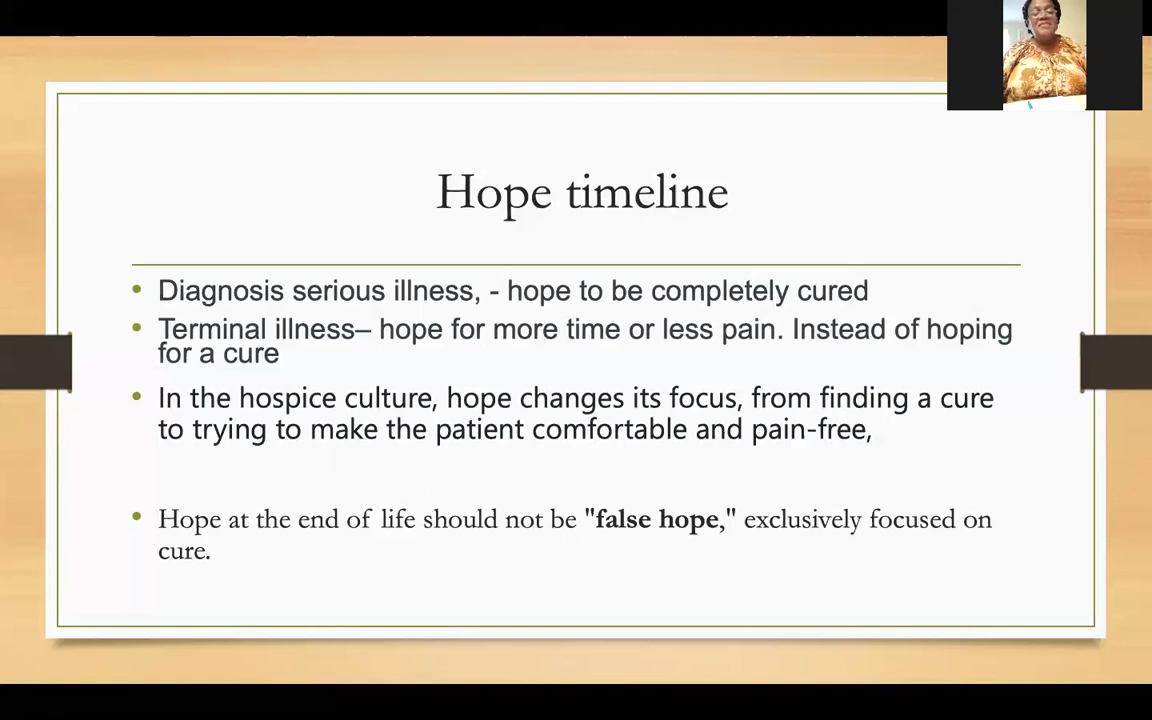 Hope timeline
• Diagnosis serious illness, - hope to be completely cured
• Terminal illness– hope for more time or less pain. Instead of hoping
for a cure
• In the hospice culture, hope changes its focus, from finding a cure
to trying to make the patient comfortable and pain-free,
• Hope at the end of life should not be "false hope," exclusively focused on
cure.